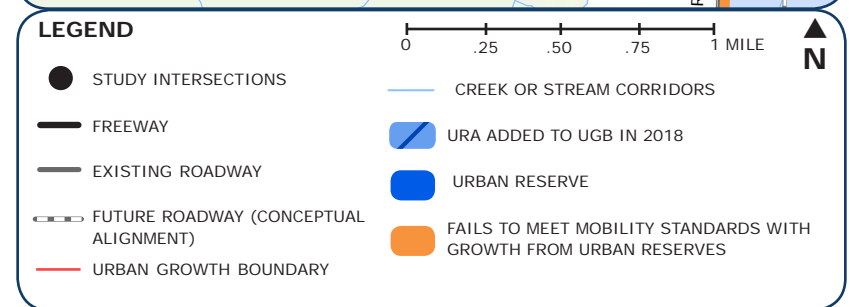 LEGEND
0 .25 .50 .75 1 MILE
N
STUDY INTERSECTIONS
FREEWAY
EXISTING ROADWAY
FUTURE ROADWAY (CONCEPTUAL
ALIGNMENT)
URBAN GROWTH BOUNDARY
CREEK OR STREAM CORRIDORS
URA ADDED TO UGB IN 2018
URBAN RESERVE
FAILS TO MEET MOBILITY STANDARDS WITH
GROWTH FROM URBAN RESERVES